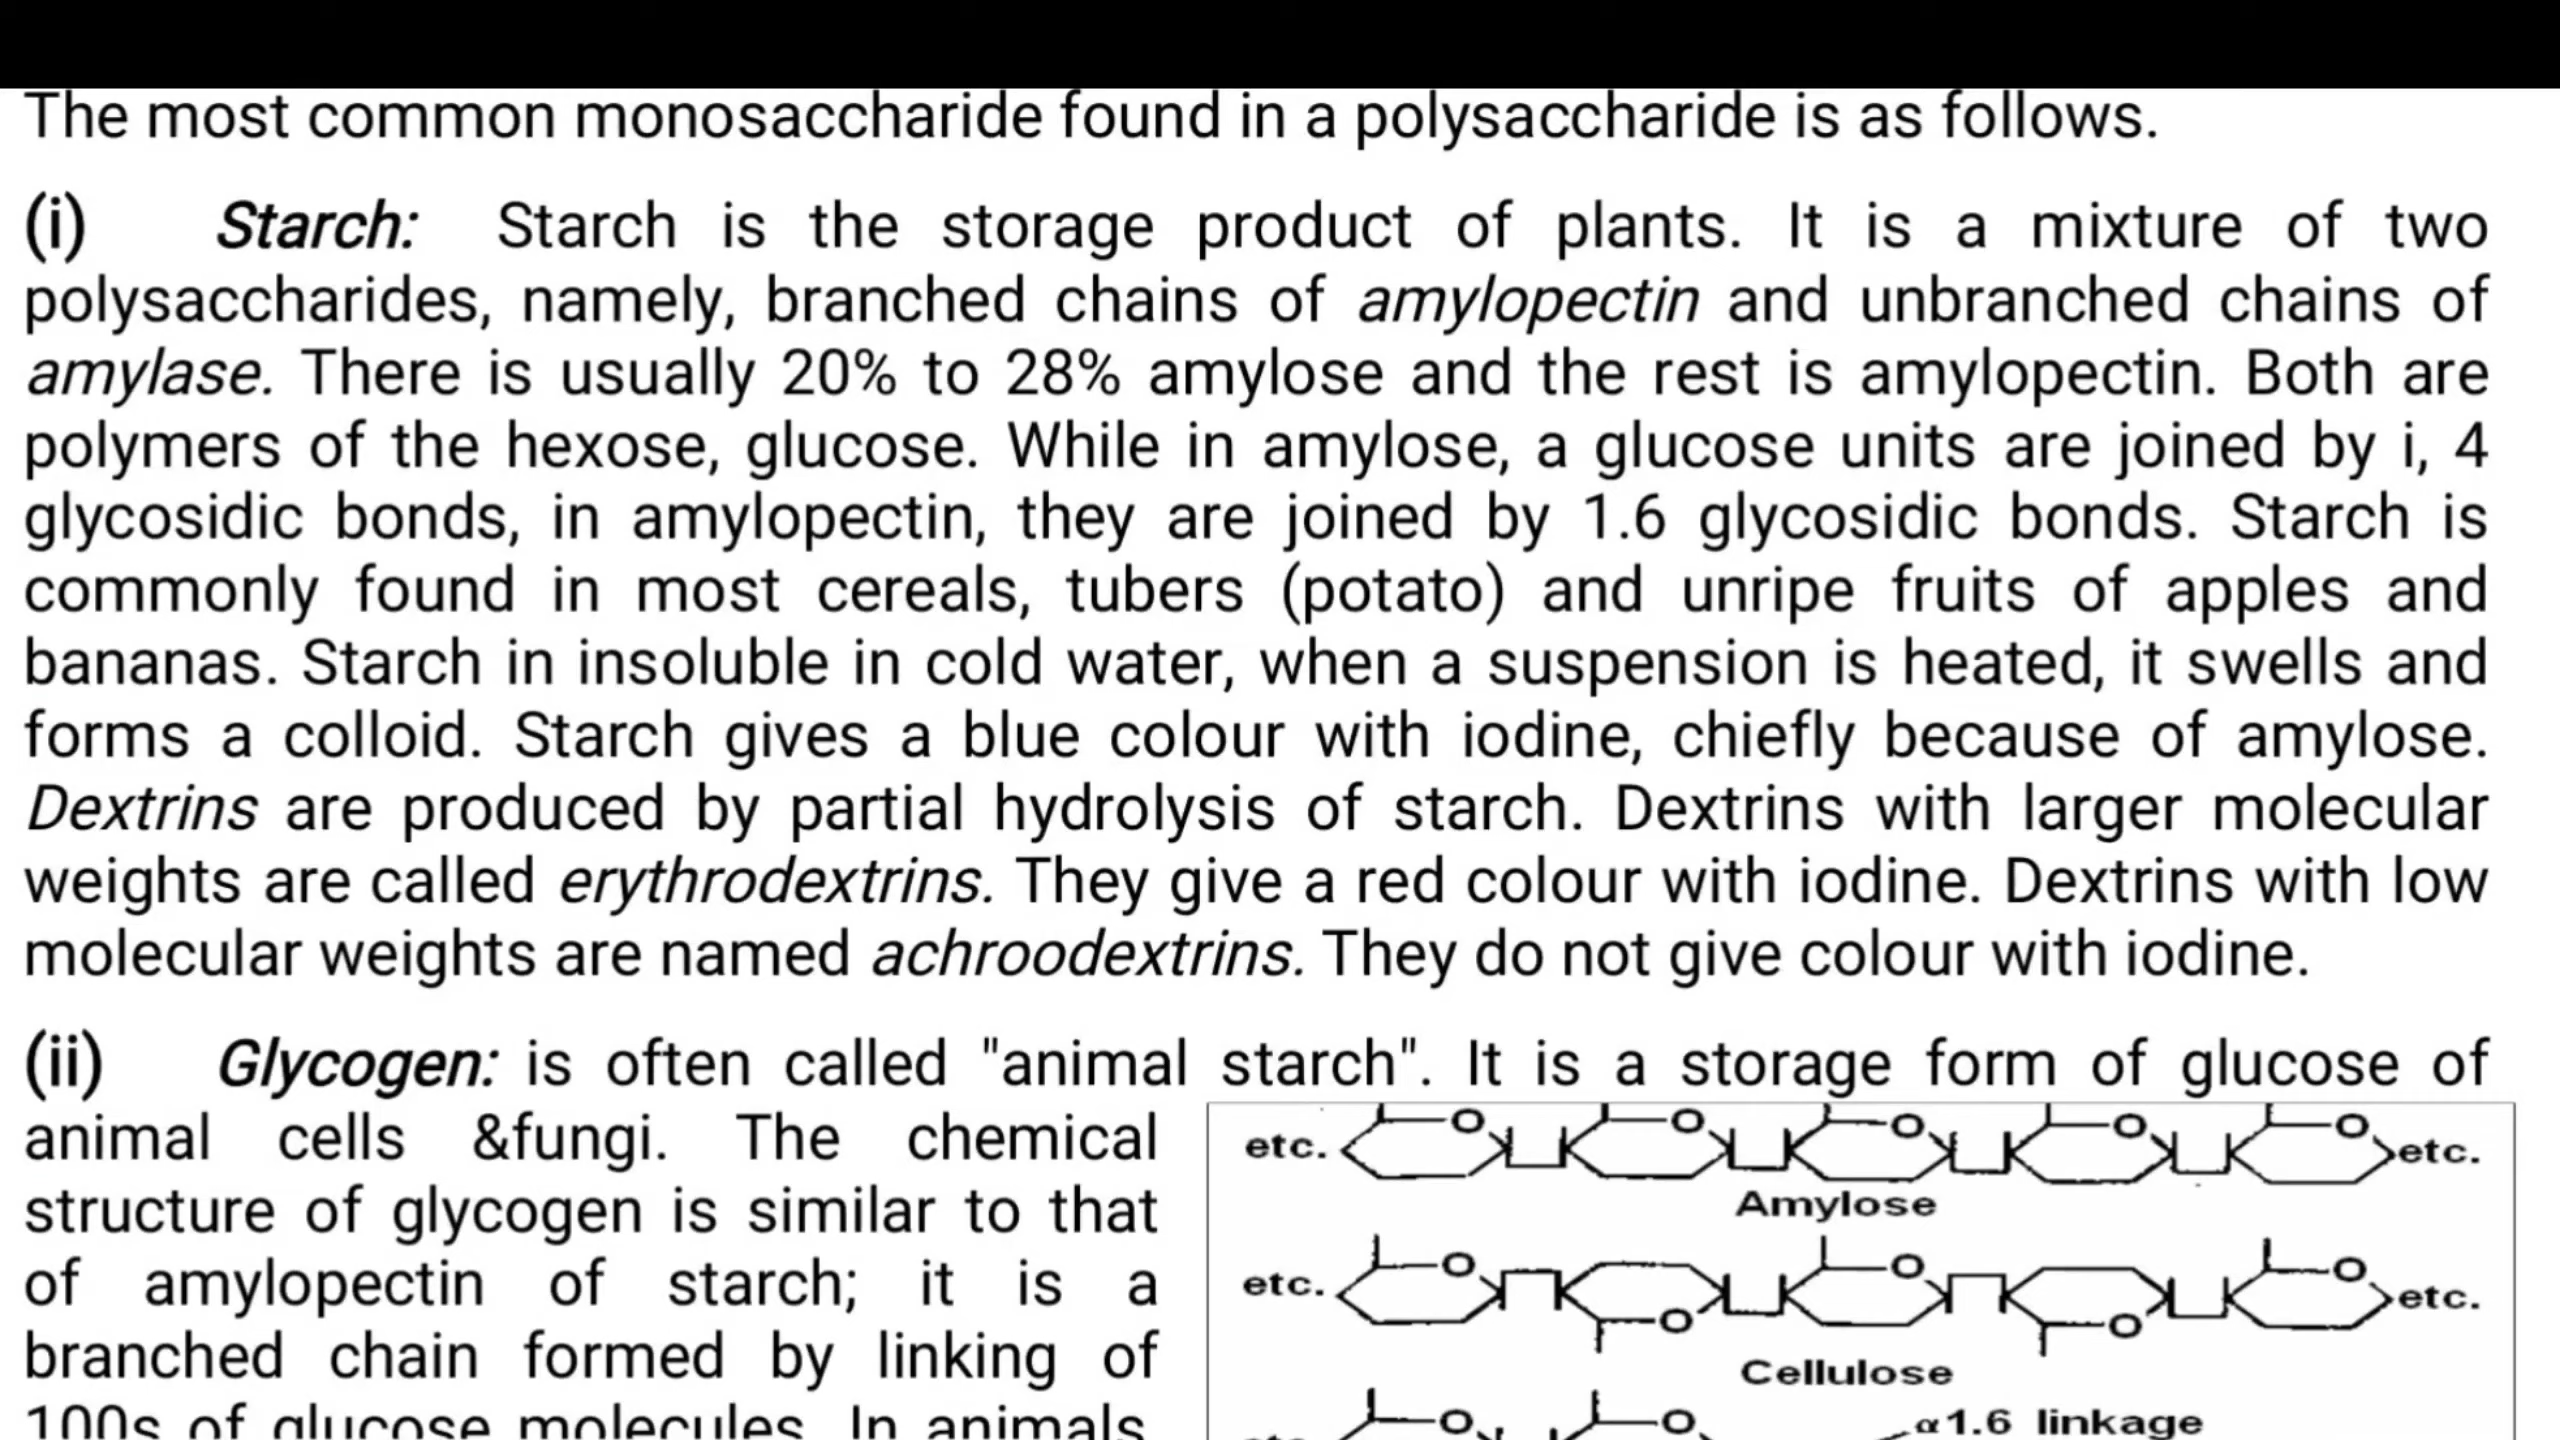 The most common monosaccharide found in a polysaccharide is as follows.
(i) Starch: Starch is the storage product of plants. It is a mixture of two
polysaccharides, namely, branched chains of amylopectin and unbranched chains of
amylase. There is usually 20% to 28% amylose and the rest is amylopectin. Both are
polymers of the hexose, glucose. While in amylose, a glucose units are joined by i, 4
glycosidic bonds, in amylopectin, they are joined by 1.6 glycosidic bonds. Starch is
commonly found in most cereals, tubers (potato) and unripe fruits of apples and
bananas. Starch in insoluble in cold water, when a suspension is heated, it swells and
forms a colloid. Starch gives a blue colour with iodine, chiefly because of amylose.
Dextrins are produced by partial hydrolysis of starch. Dextrins with larger molecular
weights are called erythrodextrins. They give a red colour with iodine. Dextrins with low
molecular weights are named achroodextrins. They do not give colour with iodine.
(ii) Glycogen: is often called "animal starch". It is a storage form of glucose of
animal cells &fungi. The chemical
structure of glycogen is similar to that
of amylopectin of starch; it is a
branched chain formed by linking of
100s of glucose molecules. In animals,
etc. O O O O O etc.
Amylose
etc. O O O O O etc.
Cellulose
O O α1.6 linkage